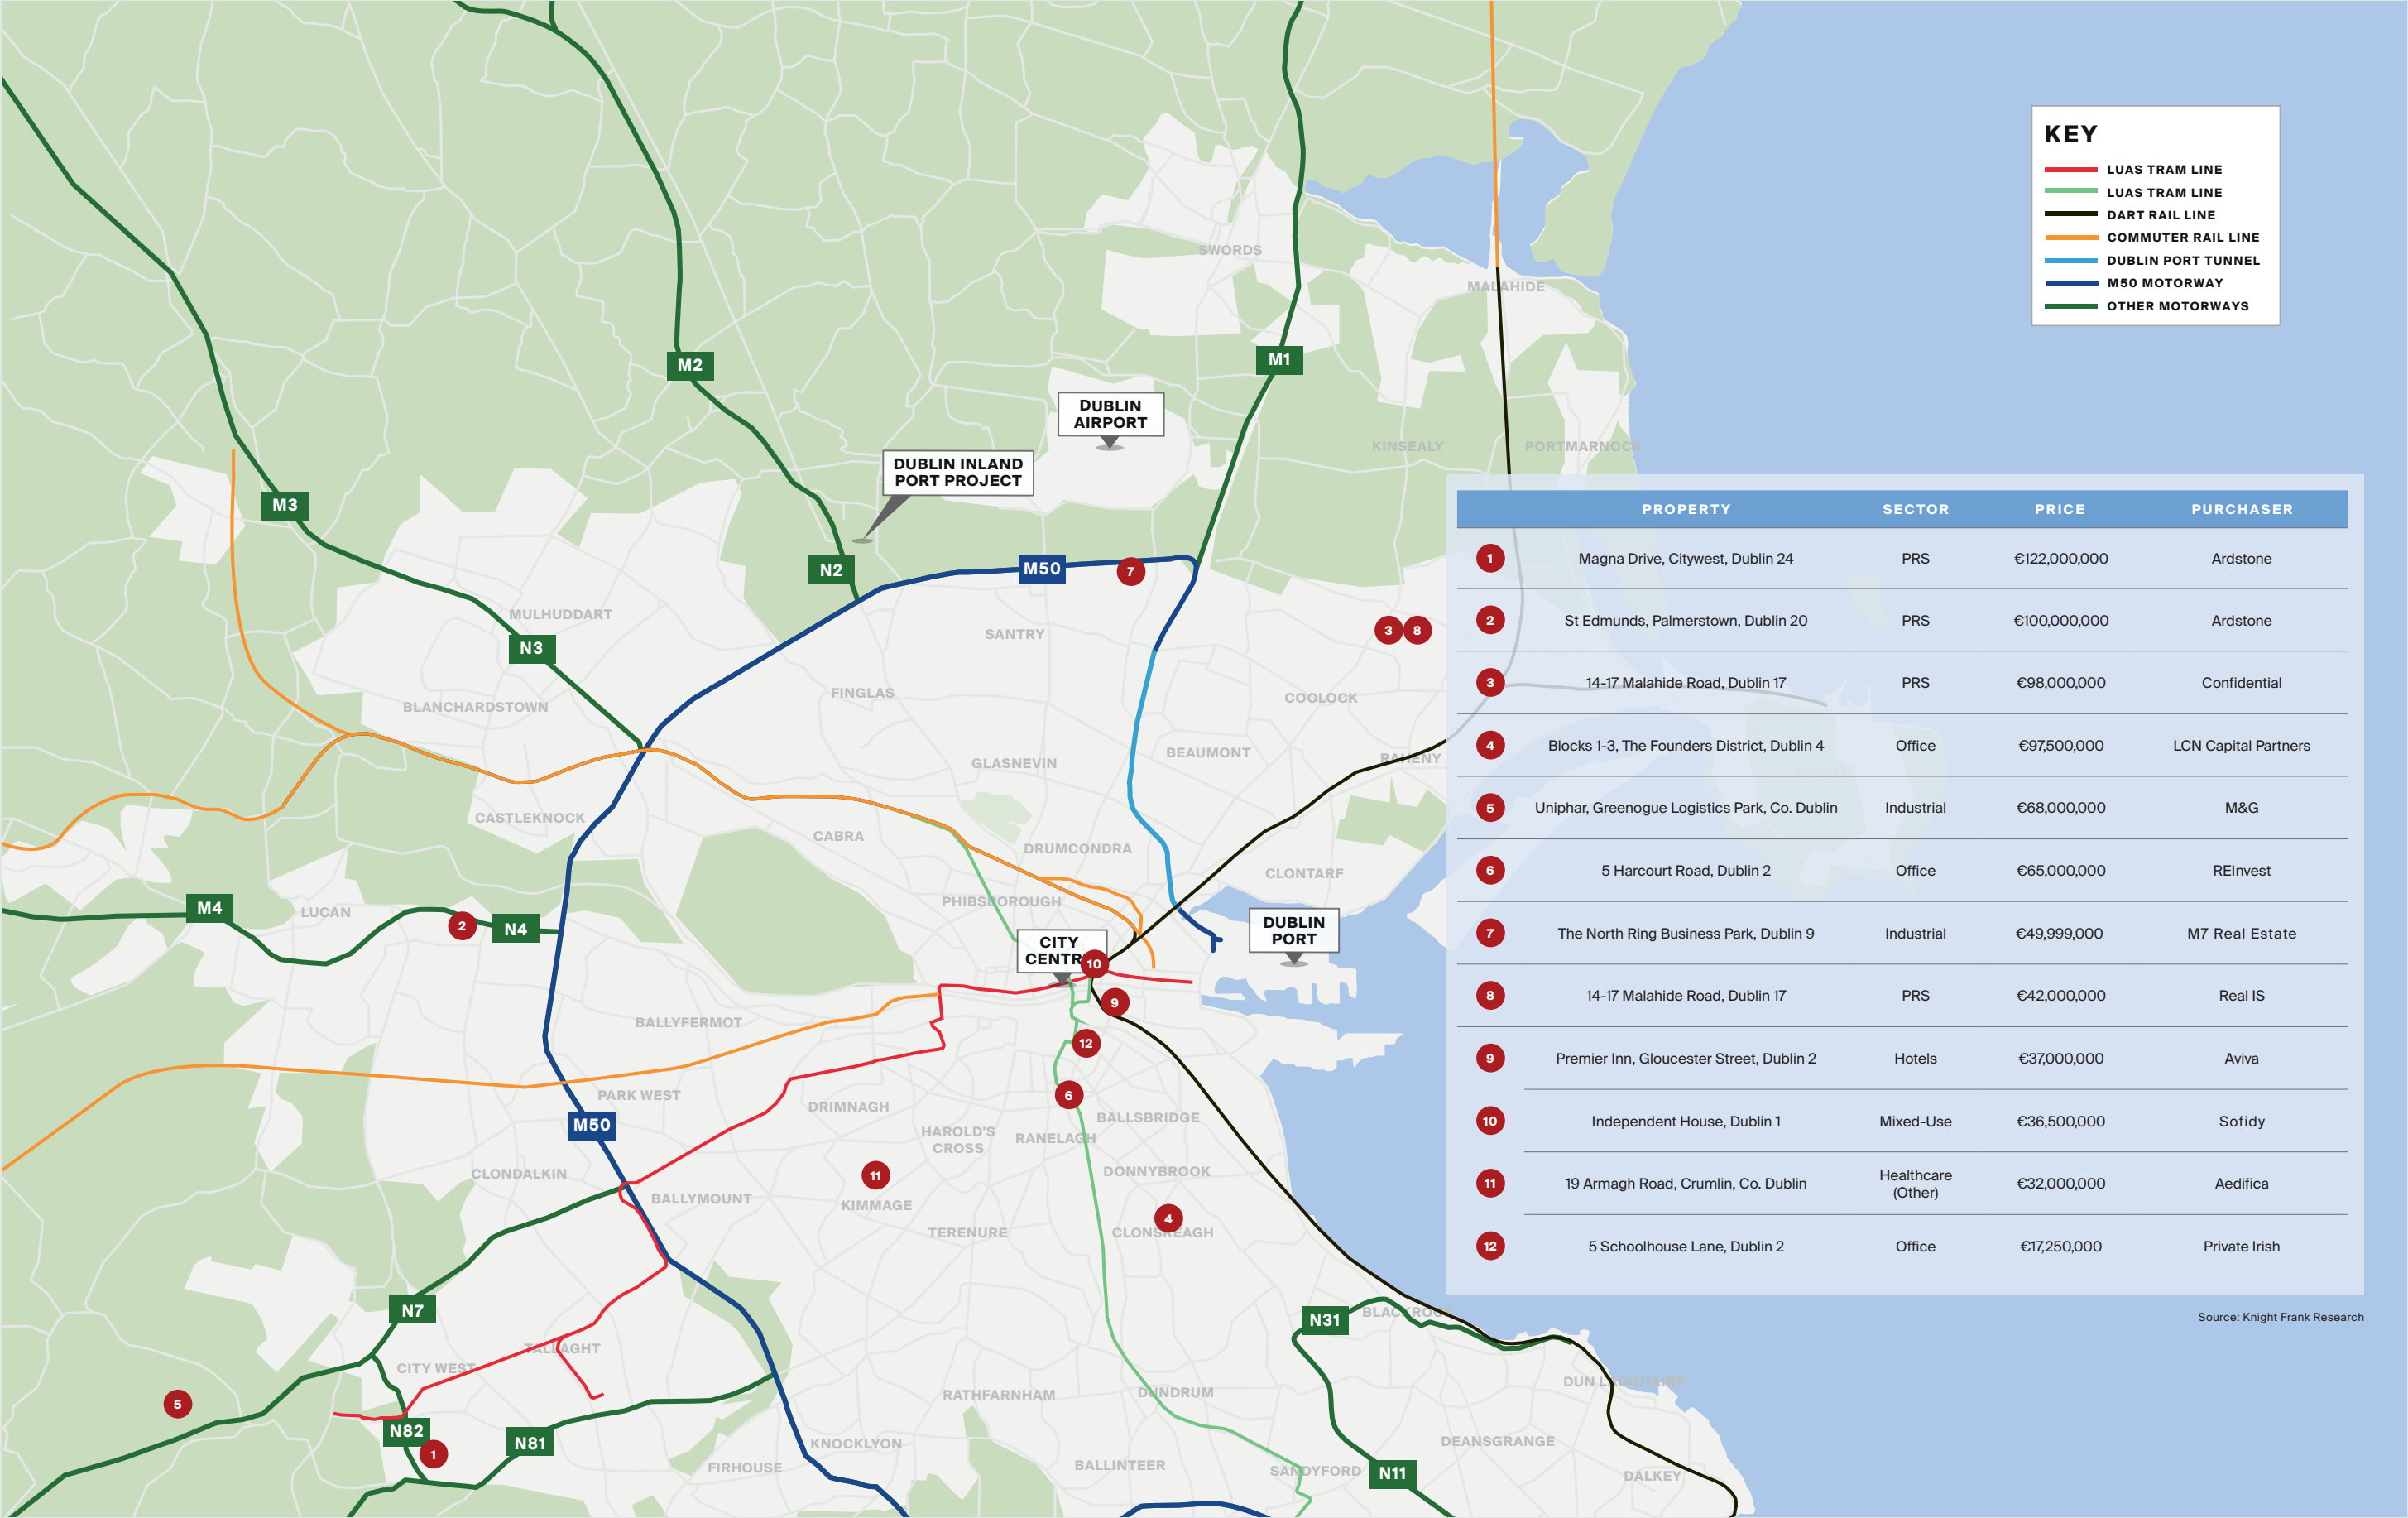 KEY
LUAS TRAM LINE
LUAS TRAM LINE
DART RAIL LINE
COMMUTER RAIL LINE
DUBLIN PORT TUNNEL
M50 MOTORWAY
OTHER MOTORWAYS
SWORDS
MALAHIDE
M2
M1
DUBLIN
AIRPORT
KINSEALY
PORTMARNOCK
DUBLIN INLAND
PORT PROJECT
M3
N2
M50
7
MULHUDDART
SANTRY
3
8
N3
FINGLAS
COOLOCK
BLANCHARDSTOWN
BEAUMONT
RAHENY
GLASNEVIN
CASTLEKNOCK
CABRA
DRUMCONDRA
CLONTARF
PHIBSBOROUGH
M4
LUCAN
2
N4
DUBLIN
PORT
CITY
CENTRE
10
9
BALLYFERMOT
12
PARK WEST
6
DRIMNAGH
BALLSBRIDGE
M50
HAROLD'S
CROSS
RANELAGH
CLONDALKIN
11
DONNYBROOK
BALLYMOUNT
KIMMAGE
4
TERENURE
CLONSKEAGH
N7
N31
BLACKROCK
TALLAGHT
CITY WEST
5
RATHFARNHAM
DUNDRUM
DUN LAOGHAIRE
N82
1
N81
KNOCKLYON
DEANSGRANGE
FIRHOUSE
BALLINTEER
SANDYFORD
N11
DALKEY
PROPERTY SECTOR PRICE PURCHASER
1 Magna Drive, Citywest, Dublin 24 PRS €122,000,000 Ardstone
2 St Edmunds, Palmerstown, Dublin 20 PRS €100,000,000 Ardstone
3 14-17 Malahide Road, Dublin 17 PRS €98,000,000 Confidential
4 Blocks 1-3, The Founders District, Dublin 4 Office €97,500,000 LCN Capital Partners
5 Uniphar, Greenogue Logistics Park, Co. Dublin Industrial €68,000,000 M&G
6 5 Harcourt Road, Dublin 2 Office €65,000,000 REInvest
7 The North Ring Business Park, Dublin 9 Industrial €49,999,000 M7 Real Estate
8 14-17 Malahide Road, Dublin 17 PRS €42,000,000 Real IS
9 Premier Inn, Gloucester Street, Dublin 2 Hotels €37,000,000 Aviva
10 Independent House, Dublin 1 Mixed-Use €36,500,000 Sofidy
11 19 Armagh Road, Crumlin, Co. Dublin Healthcare (Other) €32,000,000 Aedifica
12 5 Schoolhouse Lane, Dublin 2 Office €17,250,000 Private Irish
Source: Knight Frank Research